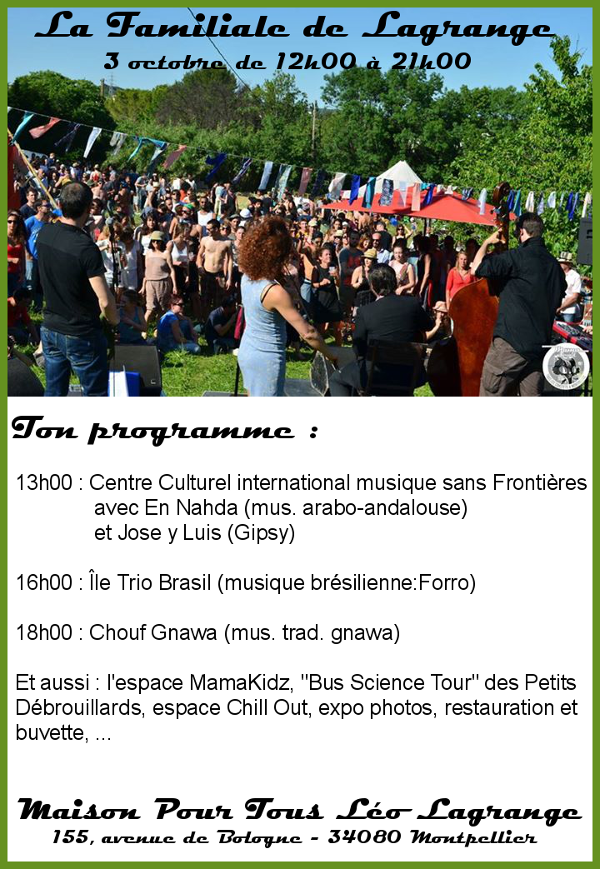 La Familiale de Lagrange
3 octobre de 12h00 à 21h00
Ton programme :
13h00 : Centre Culturel international musique sans Frontières
avec En Nahda (mus. arabo-andalouse)
et Jose y Luis (Gipsy)
16h00 : Île Trio Brasil (musique brésilienne:Forro)
18h00 : Chouf Gnawa (mus. trad. gnawa)
Et aussi : l'espace MamaKidz, "Bus Science Tour" des Petits
Débrouillards, espace Chill Out, expo photos, restauration et
buvette, ...
Maison Pour Tous Léo Lagrange
155, avenue de Bologne - 34080 Montpellier